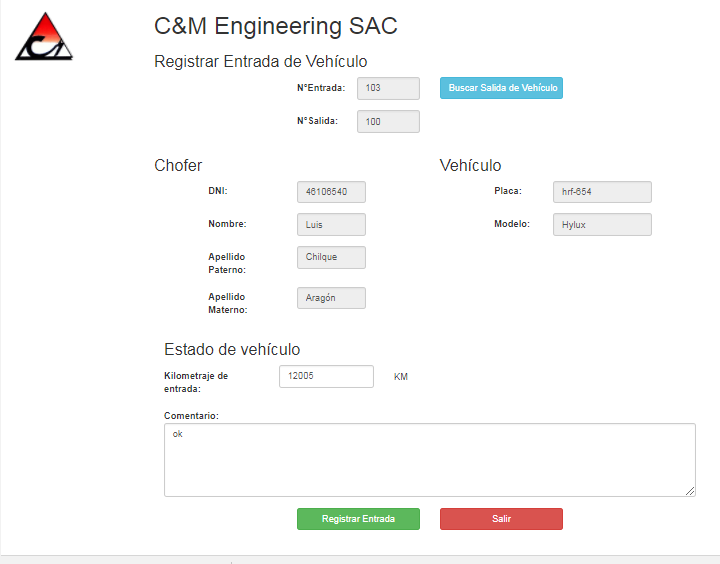 C&M Engineering SAC
Registrar Entrada de Vehículo
N°Entrada: 103 Buscar Salida de Vehículo
N°Salida: 100
Chofer Vehículo
DNI: 46106540 Placa: hrf-654
Nombre: Luis Modelo: Hylux
Apellido Paterno: Chilque
Apellido Materno: Aragón
Estado de vehículo
Kilometraje de entrada: 12005 KM
Comentario:
ok
Registrar Entrada Salir